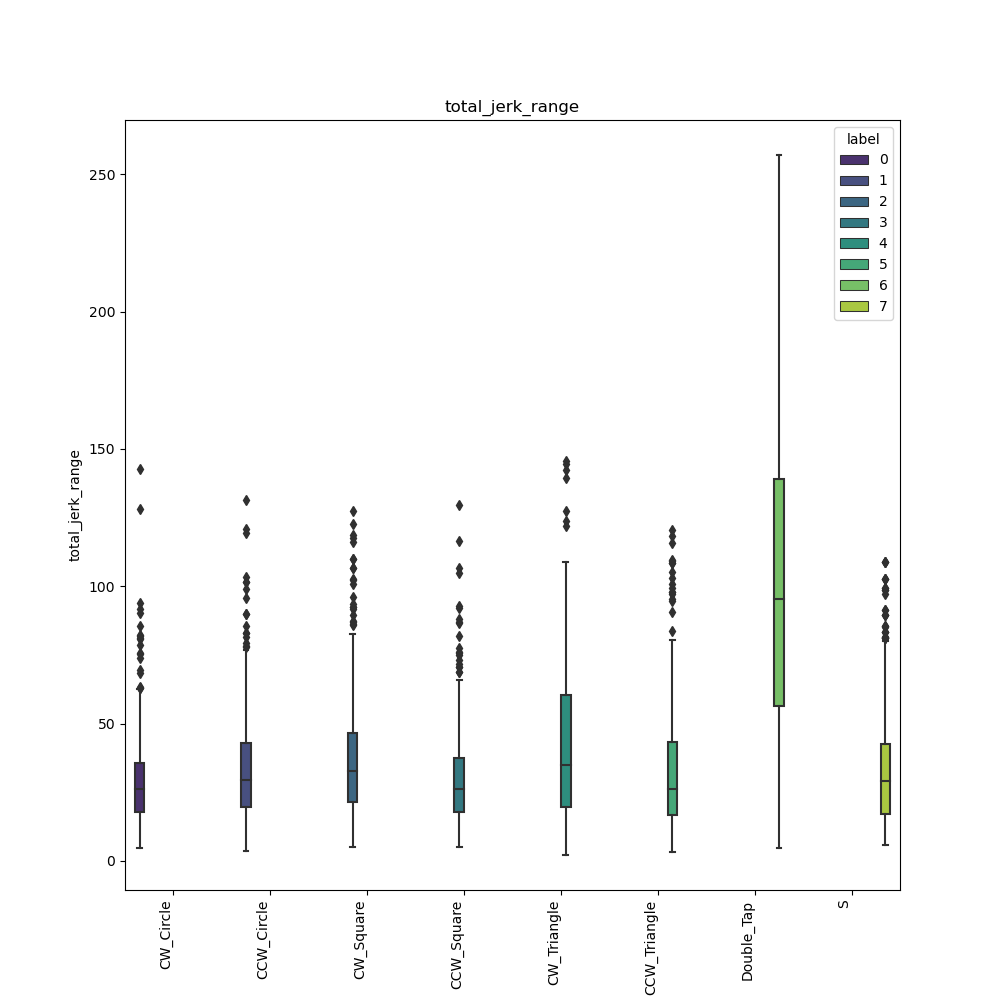 total_jerk_range
label
0
1
2
3
4
5
6
7
250
200
150
100
50
0
total_jerk_range
CW_Circle
CCW_Circle
CW_Square
CCW_Square
CW_Triangle
CCW_Triangle
Double_Tap
S